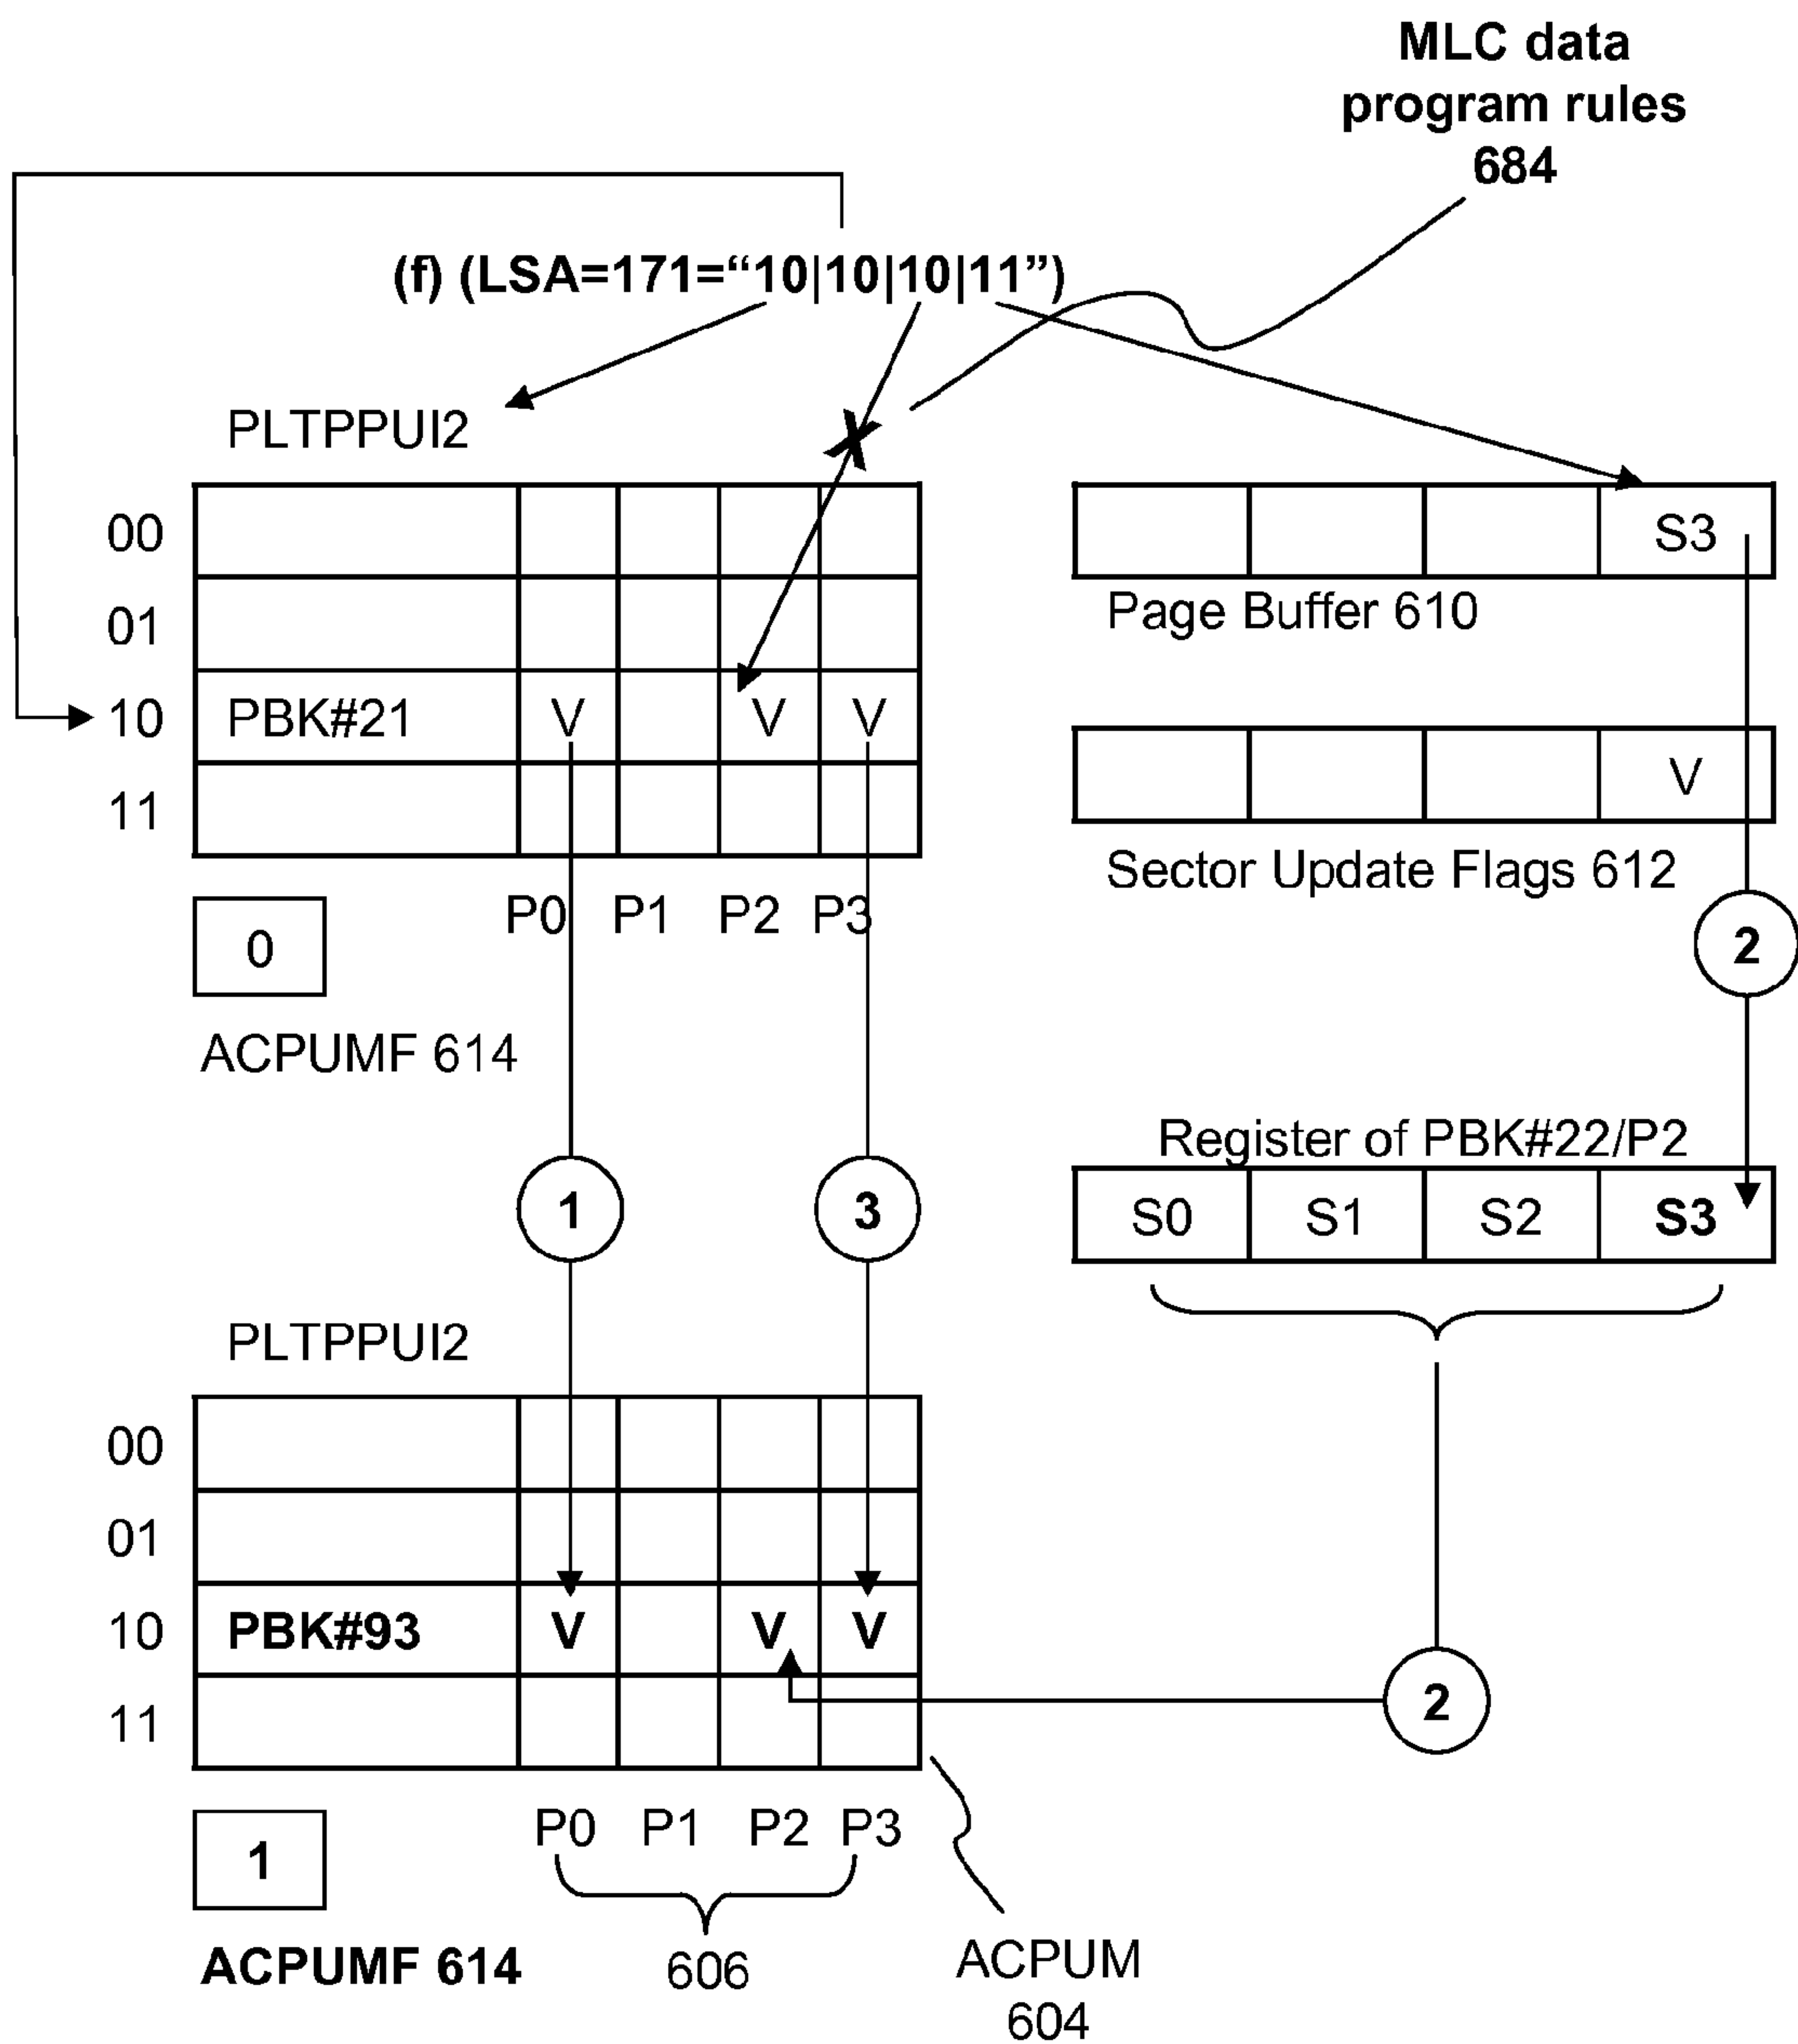 MLC data
program rules
684
(f) (LSA=171=“10|10|10|11”)
PLTPPUI2
00
01
10 PBK#21 V V V
11
P0 P1 P2 P3
0
ACPUMF 614
S3
Page Buffer 610
V
Sector Update Flags 612
2
Register of PBK#22/P2
S0 S1 S2 S3
1
3
PLTPPUI2
00
01
10 PBK#93 V V V
11
2
P0 P1 P2 P3
1
ACPUMF 614
606
ACPUM
604